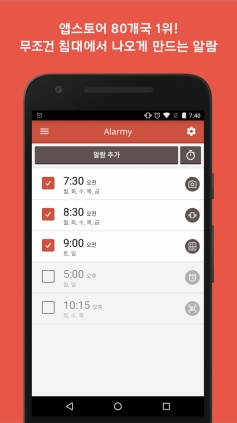 앱스토어 80개국 1위!
무조건 침대에서 나오게 만드는 알람
7:40
Alarmy
알람 추가
7:30 오전
월, 화, 수, 목, 금
8:30 오전
월, 화, 수, 목, 금
9:00 오전
토, 일
5:00 오후
월, 일
10:15 오후
화, 수, 목